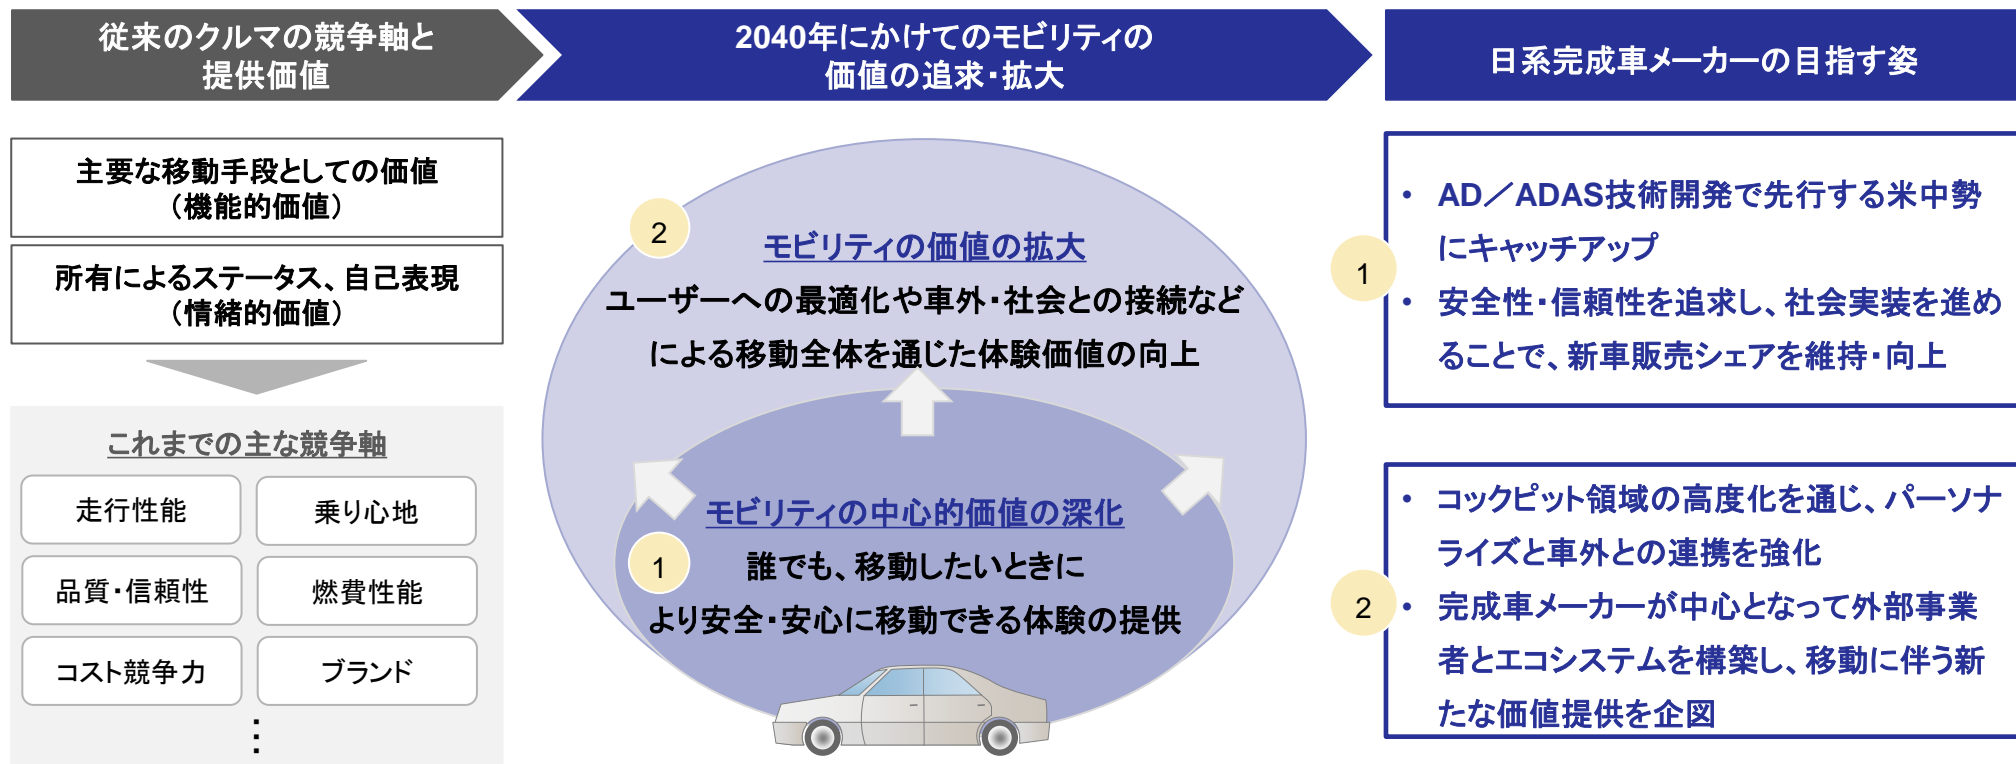 従来のクルマの競争軸と
提供価値
2040年にかけてのモビリティの
価値の追求・拡大
日系完成車メーカーの目指す姿
主要な移動手段としての価値
（機能的価値）
所有によるステータス、自己表現
（情緒的価値）
これまでの主な競争軸
走行性能
乗り心地
品質・信頼性
燃費性能
コスト競争力
ブランド
⋮
2
モビリティの価値の拡大
ユーザーへの最適化や車外・社会との接続など
による移動全体を通じた体験価値の向上
モビリティの中心的価値の深化
1
誰でも、移動したいときに
より安全・安心に移動できる体験の提供
1
• AD／ADAS技術開発で先行する米中勢
にキャッチアップ
• 安全性・信頼性を追求し、社会実装を進め
ることで、新車販売シェアを維持・向上
2
• コックピット領域の高度化を通じ、パーソナ
ライズと車外との連携を強化
• 完成車メーカーが中心となって外部事業
者とエコシステムを構築し、移動に伴う新
たな価値提供を企図